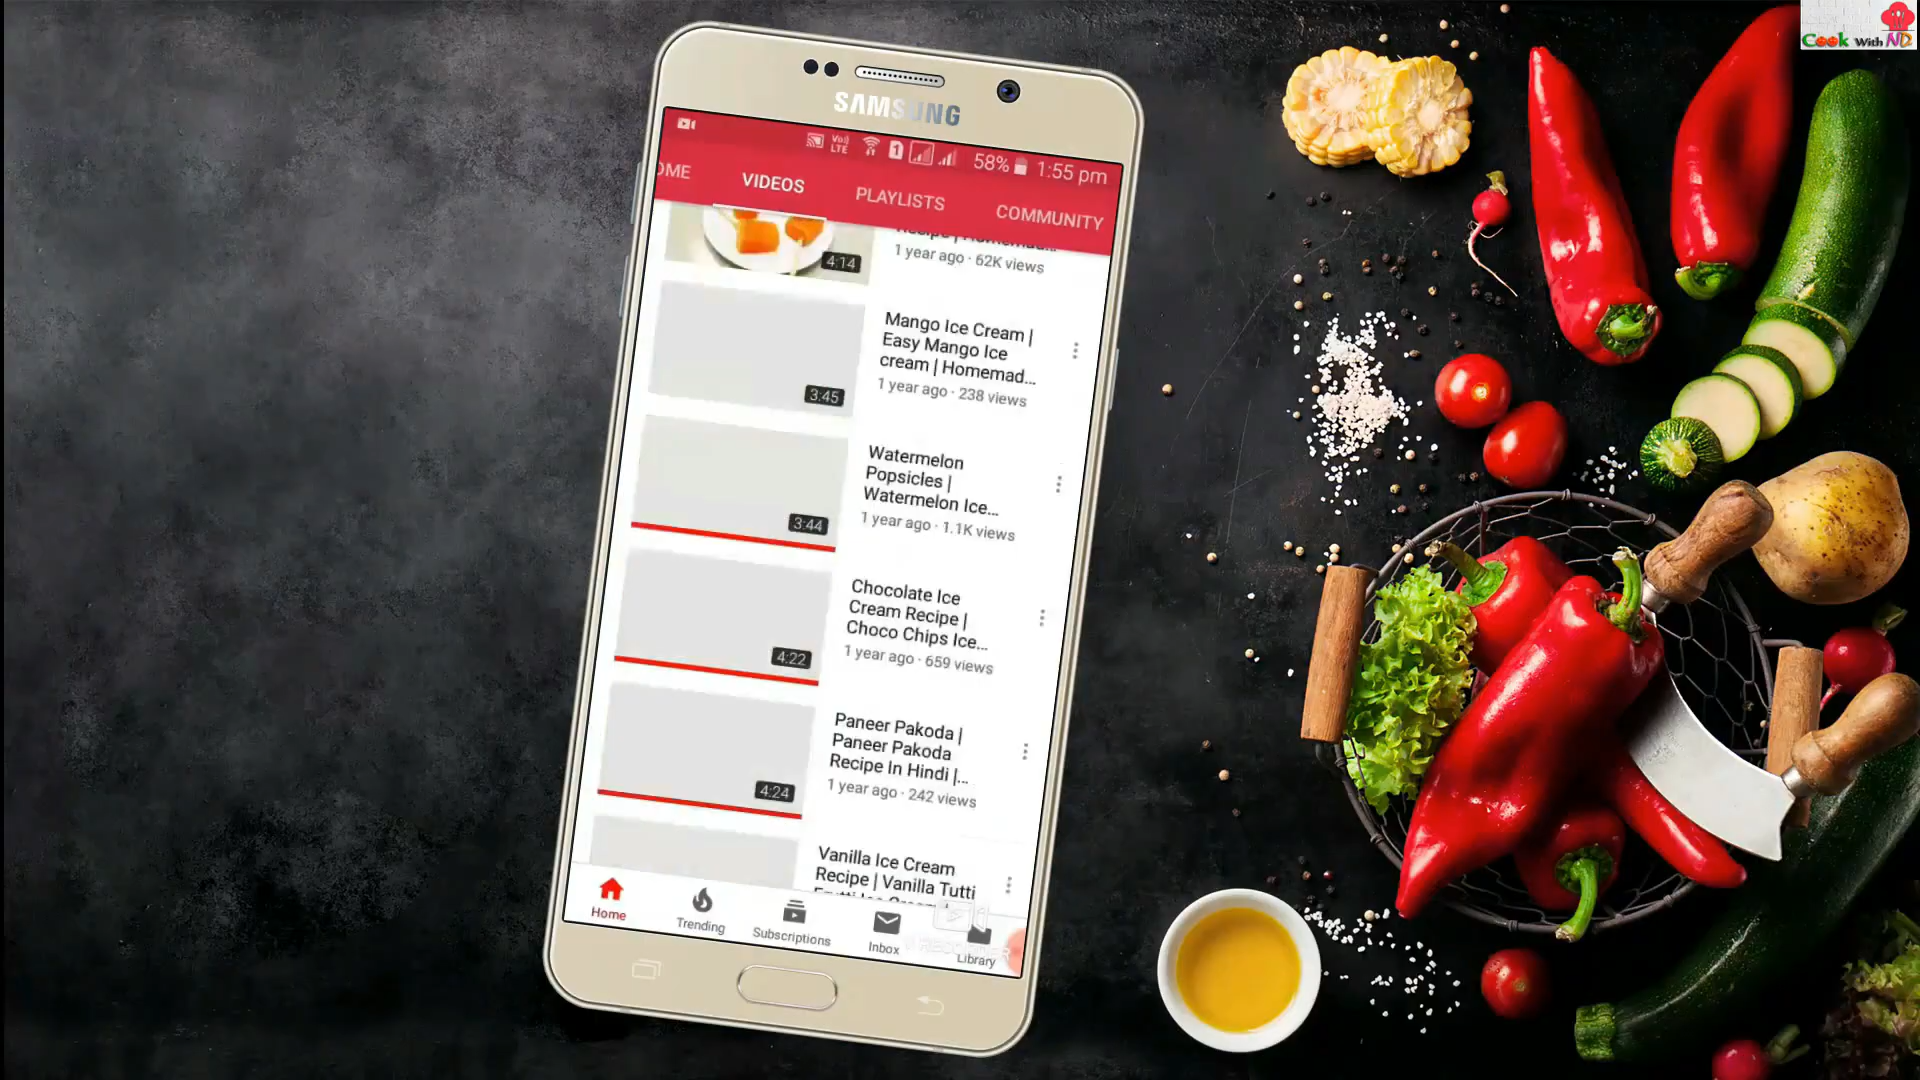 Cook With ND
SAMSUNG
Vo))
LTE
1
58%
1:55 pm
OME
VIDEOS
PLAYLISTS
COMMUNITY
4:14
1 year ago · 62K views
Mango Ice Cream |
Easy Mango Ice
cream | Homemad...
1 year ago · 238 views
3:45
Watermelon
Popsicles |
Watermelon Ice...
1 year ago · 1.1K views
3:44
Chocolate Ice
Cream Recipe |
Choco Chips Ice...
1 year ago · 659 views
4:22
Paneer Pakoda |
Paneer Pakoda
Recipe In Hindi |...
1 year ago · 242 views
4:24
Vanilla Ice Cream
Recipe | Vanilla Tutti
Home
Trending
Subscriptions
Inbox
Library